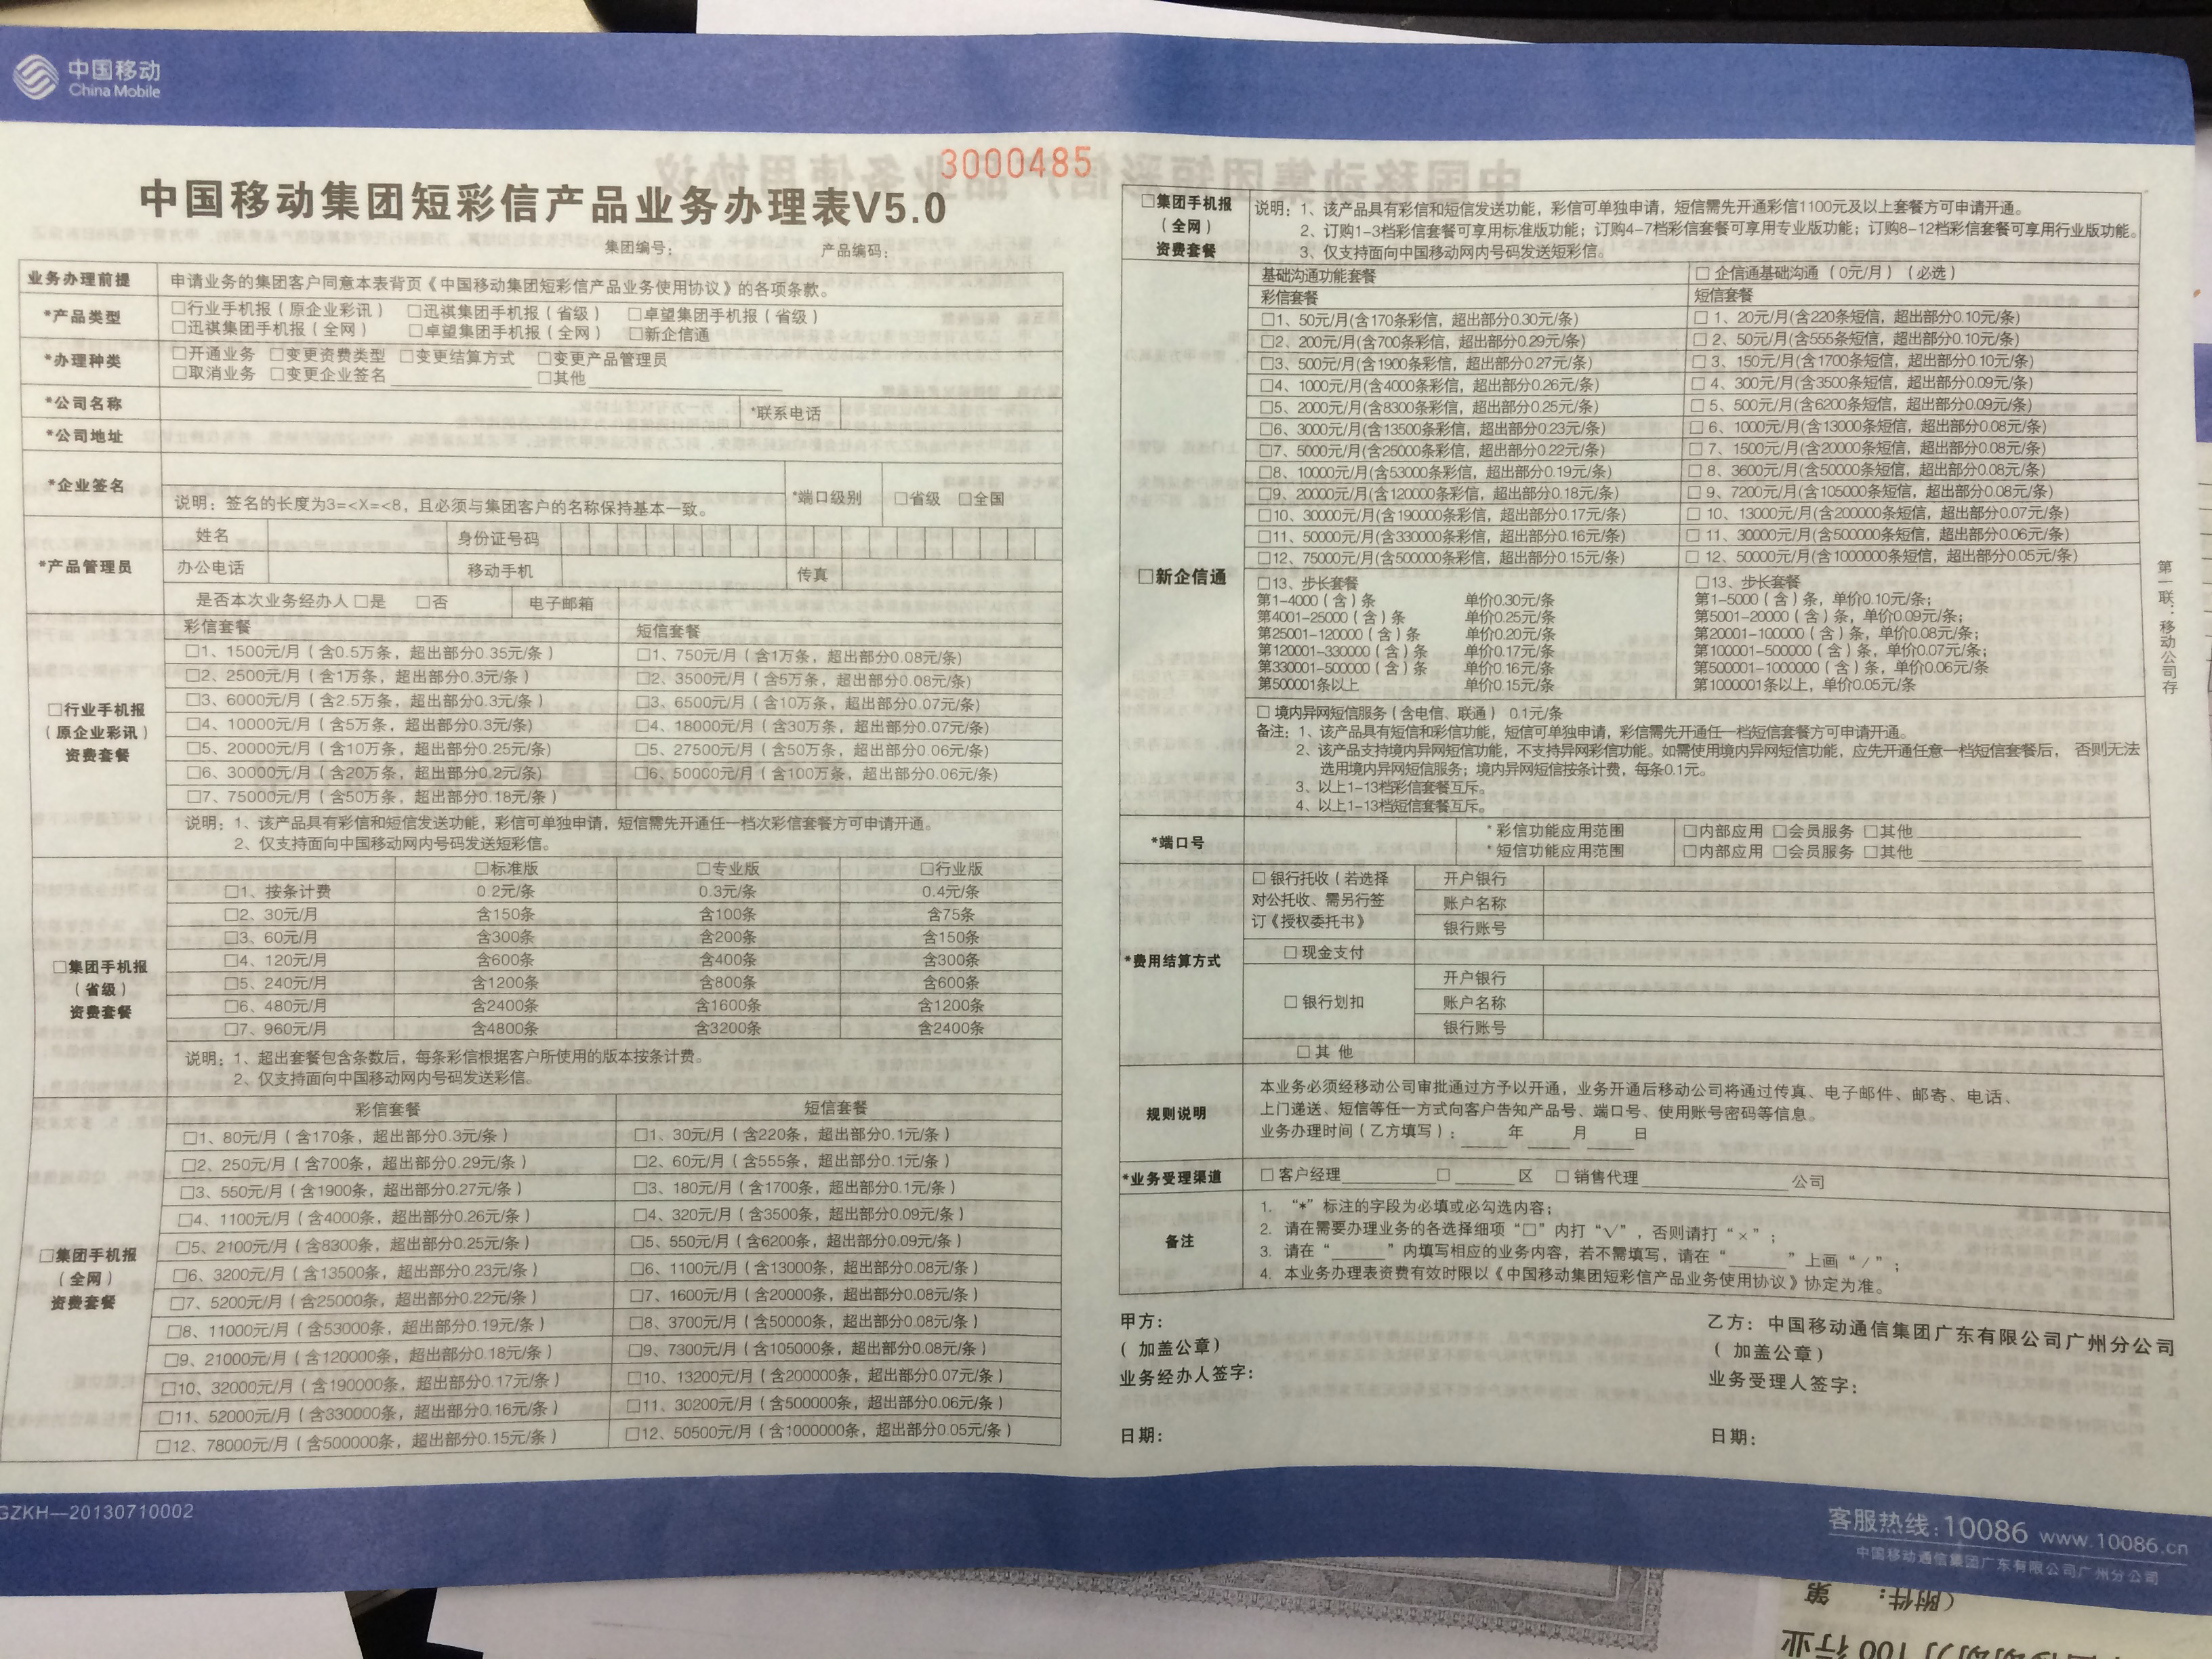 中国移动
China Mobile
3000485
中国移动集团短彩信产品业务办理表V5.0
集团编号： 产品编码：
业务办理前提 申请业务的集团客户同意本表背页《中国移动集团短彩信产品业务使用协议》的各项条款。
*产品类型 □行业手机报（原企业彩讯） □迅祺集团手机报（省级） □卓望集团手机报（省级）
□迅祺集团手机报（全网） □卓望集团手机报（全网） □新企信通
*办理种类 □开通业务 □变更资费类型 □变更结算方式 □变更产品管理员
□取消业务 □变更企业签名 □其他
*公司名称 *联系电话
*公司地址
*企业签名 *端口级别 □省级 □全国
说明：签名的长度为3=<X=<8，且必须与集团客户的名称保持基本一致。
*产品管理员 姓名 身份证号码
办公电话 移动手机 传真
是否本次业务经办人 □是 □否 电子邮箱
□行业手机报
（原企业彩讯）
资费套餐
彩信套餐 短信套餐
□1、1500元/月（含0.5万条，超出部分0.35元/条） □1、750元/月（含1万条，超出部分0.08元/条）
□2、2500元/月（含1万条，超出部分0.3元/条） □2、3500元/月（含5万条，超出部分0.08元/条）
□3、6000元/月（含2.5万条，超出部分0.3元/条） □3、6500元/月（含10万条，超出部分0.07元/条）
□4、10000元/月（含5万条，超出部分0.3元/条） □4、18000元/月（含30万条，超出部分0.07元/条）
□5、20000元/月（含10万条，超出部分0.25元/条） □5、27500元/月（含50万条，超出部分0.06元/条）
□6、30000元/月（含20万条，超出部分0.2元/条） □6、50000元/月（含100万条，超出部分0.06元/条）
□7、75000元/月（含50万条，超出部分0.18元/条）
说明：1、该产品具有彩信和短信发送功能，彩信可单独申请，短信需先开通任一档次彩信套餐方可申请开通。
2、仅支持面向中国移动网内号码发送短彩信。
□集团手机报
（省级）
资费套餐
□标准版 □专业版 □行业版
□1、按条计费 0.2元/条 0.3元/条 0.4元/条
□2、30元/月 含150条 含100条 含75条
□3、60元/月 含300条 含200条 含150条
□4、120元/月 含600条 含400条 含300条
□5、240元/月 含1200条 含800条 含600条
□6、480元/月 含2400条 含1600条 含1200条
□7、960元/月 含4800条 含3200条 含2400条
说明：1、超出套餐包含条数后，每条彩信根据客户所使用的版本按条计费。
2、仅支持面向中国移动网内号码发送彩信。
□集团手机报
（全网）
资费套餐
彩信套餐 短信套餐
□1、80元/月（含170条，超出部分0.3元/条） □1、30元/月（含220条，超出部分0.1元/条）
□2、250元/月（含700条，超出部分0.29元/条） □2、60元/月（含555条，超出部分0.1元/条）
□3、550元/月（含1900条，超出部分0.27元/条） □3、180元/月（含1700条，超出部分0.1元/条）
□4、1100元/月（含4000条，超出部分0.26元/条） □4、320元/月（含3500条，超出部分0.09元/条）
□5、2100元/月（含8300条，超出部分0.25元/条） □5、550元/月（含6200条，超出部分0.09元/条）
□6、3200元/月（含13500条，超出部分0.23元/条） □6、1100元/月（含13000条，超出部分0.08元/条）
□7、5200元/月（含25000条，超出部分0.22元/条） □7、1600元/月（含20000条，超出部分0.08元/条）
□8、11000元/月（含53000条，超出部分0.19元/条） □8、3700元/月（含50000条，超出部分0.08元/条）
□9、21000元/月（含120000条，超出部分0.18元/条） □9、7300元/月（含105000条，超出部分0.08元/条）
□10、32000元/月（含190000条，超出部分0.17元/条） □10、13200元/月（含200000条，超出部分0.07元/条）
□11、52000元/月（含330000条，超出部分0.16元/条） □11、30200元/月（含500000条，超出部分0.06元/条）
□12、78000元/月（含500000条，超出部分0.15元/条） □12、50500元/月（含1000000条，超出部分0.05元/条）
□集团手机报
（全网）
资费套餐
说明：1、该产品具有彩信和短信发送功能，彩信可单独申请，短信需先开通彩信1100元及以上套餐方可申请开通。
2、订购1-3档彩信套餐可享用标准版功能；订购4-7档彩信套餐可享用专业版功能；订购8-12档彩信套餐可享用行业版功能。
3、仅支持面向中国移动网内号码发送短彩信。
□新企信通
基础沟通功能套餐 □ 企信通基础沟通（0元/月）（必选）
彩信套餐 短信套餐
□1、50元/月(含170条彩信，超出部分0.30元/条) □ 1、20元/月(含220条短信，超出部分0.10元/条)
□2、200元/月(含700条彩信，超出部分0.29元/条) □ 2、50元/月(含555条短信，超出部分0.10元/条)
□3、500元/月(含1900条彩信，超出部分0.27元/条) □ 3、150元/月(含1700条短信，超出部分0.10元/条)
□4、1000元/月(含4000条彩信，超出部分0.26元/条) □ 4、300元/月(含3500条短信，超出部分0.09元/条)
□5、2000元/月(含8300条彩信，超出部分0.25元/条) □ 5、500元/月(含6200条短信，超出部分0.09元/条)
□6、3000元/月(含13500条彩信，超出部分0.23元/条) □ 6、1000元/月(含13000条短信，超出部分0.08元/条)
□7、5000元/月(含25000条彩信，超出部分0.22元/条) □ 7、1500元/月(含20000条短信，超出部分0.08元/条)
□8、10000元/月(含53000条彩信，超出部分0.19元/条) □ 8、3600元/月(含50000条短信，超出部分0.08元/条)
□9、20000元/月(含120000条彩信，超出部分0.18元/条) □ 9、7200元/月(含105000条短信，超出部分0.08元/条)
□10、30000元/月(含190000条彩信，超出部分0.17元/条) □ 10、13000元/月(含200000条短信，超出部分0.07元/条)
□11、50000元/月(含330000条彩信，超出部分0.16元/条) □ 11、30000元/月(含500000条短信，超出部分0.06元/条)
□12、75000元/月(含500000条彩信，超出部分0.15元/条) □ 12、50000元/月(含1000000条短信，超出部分0.05元/条)
□13、步长套餐 □13、步长套餐
第1-4000（含）条 单价0.30元/条 第1-5000（含）条，单价0.10元/条；
第4001-25000（含）条 单价0.25元/条 第5001-20000（含）条，单价0.09元/条；
第25001-120000（含）条 单价0.20元/条 第20001-100000（含）条，单价0.08元/条；
第120001-330000（含）条 单价0.17元/条 第100001-500000（含）条，单价0.07元/条；
第330001-500000（含）条 单价0.16元/条 第500001-1000000（含）条，单价0.06元/条
第500001条以上 单价0.15元/条 第1000001条以上，单价0.05元/条
□ 境内异网短信服务（含电信、联通） 0.1元/条
备注：1、该产品具有短信和彩信功能，短信可单独申请，彩信需先开通任一档短信套餐方可申请开通。
2、该产品支持境内异网短信功能，不支持异网彩信功能。如需使用境内异网短信功能，应先开通任意一档短信套餐后，否则无法
选用境内异网短信服务；境内异网短信按条计费，每条0.1元。
3、以上1-13档彩信套餐互斥。
4、以上1-13档短信套餐互斥。
*端口号 *彩信功能应用范围 □内部应用 □会员服务 □其他
*短信功能应用范围 □内部应用 □会员服务 □其他
*费用结算方式
□ 银行托收（若选择 开户银行
对公托收、需另行签 账户名称
订《授权委托书》 银行账号
□ 现金支付
开户银行
□ 银行划扣 账户名称
银行账号
□ 其 他
规则说明 本业务必须经移动公司审批通过方予以开通，业务开通后移动公司将通过传真、电子邮件、邮寄、电话、
上门递送、短信等任一方式向客户告知产品号、端口号、使用账号密码等信息。
业务办理时间（乙方填写）：____年____月____日
*业务受理渠道 □ 客户经理________ □ ____区 □ 销售代理____________公司
备注
1. “*”标注的字段为必填或必勾选内容；
2. 请在需要办理业务的各选择细项“□”内打“√”，否则请打“×”；
3. 请在“____”内填写相应的业务内容，若不需填写，请在“____”上画“/”；
4. 本业务办理表资费有效时限以《中国移动集团短彩信产品业务使用协议》协定为准。
第一联：移动公司存
甲方： 乙方：中国移动通信集团广东有限公司广州分公司
（加盖公章） （加盖公章）
业务经办人签字： 业务受理人签字：
日期： 日期：
GZKH—20130710002
客服热线：10086 www.10086.cn
中国移动通信集团广东有限公司广州分公司
（附件：
第
100行业